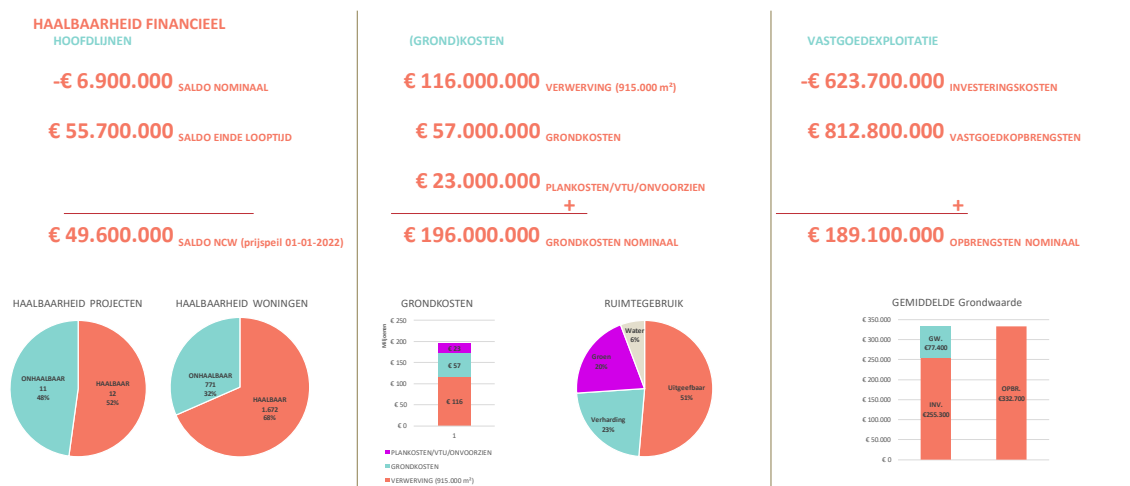 HAALBAARHEID FINANCIEEL
HOOFDLIJNEN
-€ 6.900.000 SALDO NOMINAAL
€ 55.700.000 SALDO EINDE LOOPTIJD
€ 49.600.000 SALDO NCW (prijspeil 01-01-2022)
HAALBAARHEID PROJECTEN
ONHAALBAAR
11
48%
HAALBAAR
12
52%
HAALBAARHEID WONINGEN
ONHAALBAAR
771
32%
HAALBAAR
1.672
68%
(GROND)KOSTEN
€ 116.000.000 VERWERVING (915.000 m²)
€ 57.000.000 GRONDKOSTEN
€ 23.000.000 PLANKOSTEN/VTU/ONVOORZIEN
+
€ 196.000.000 GRONDKOSTEN NOMINAAL
GRONDKOSTEN
Miljoenen
€ 250
€ 200
€ 150
€ 100
€ 50
€ 0
€ 23
€ 57
€ 116
1
PLANKOSTEN/VTU/ONVOORZIEN
GRONDKOSTEN
VERWERVING (915.000 m²)
RUIMTEGEBRUIK
Water
6%
Groen
20%
Uitgeefbaar
51%
Verharding
23%
VASTGOEDEXPLOITATIE
-€ 623.700.000 INVESTERINGSKOSTEN
€ 812.800.000 VASTGOEDKOPBRENGSTEN
+
€ 189.100.000 OPBRENGSTEN NOMINAAL
GEMIDDELDE Grondwaarde
€ 350.000
€ 300.000
€ 250.000
€ 200.000
€ 150.000
€ 100.000
€ 50.000
€ 0
GW.
€77.400
INV.
€255.300
OPBR.
€332.700